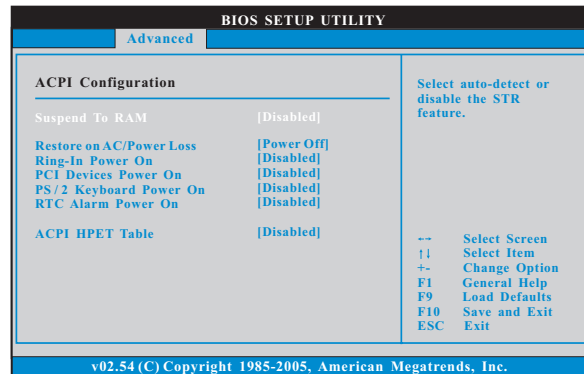 BIOS SETUP UTILITY
Advanced
ACPI Configuration
Suspend To RAM [Disabled]
Restore on AC/Power Loss [Power Off]
Ring-In Power On [Disabled]
PCI Devices Power On [Disabled]
PS/2 Keyboard Power On [Disabled]
RTC Alarm Power On [Disabled]
ACPI HPET Table [Disabled]
Select auto-detect or
disable the STR
feature.
←→ Select Screen
↑↓ Select Item
+- Change Option
F1 General Help
F9 Load Defaults
F10 Save and Exit
ESC Exit
v02.54 (C) Copyright 1985-2005, American Megatrends, Inc.